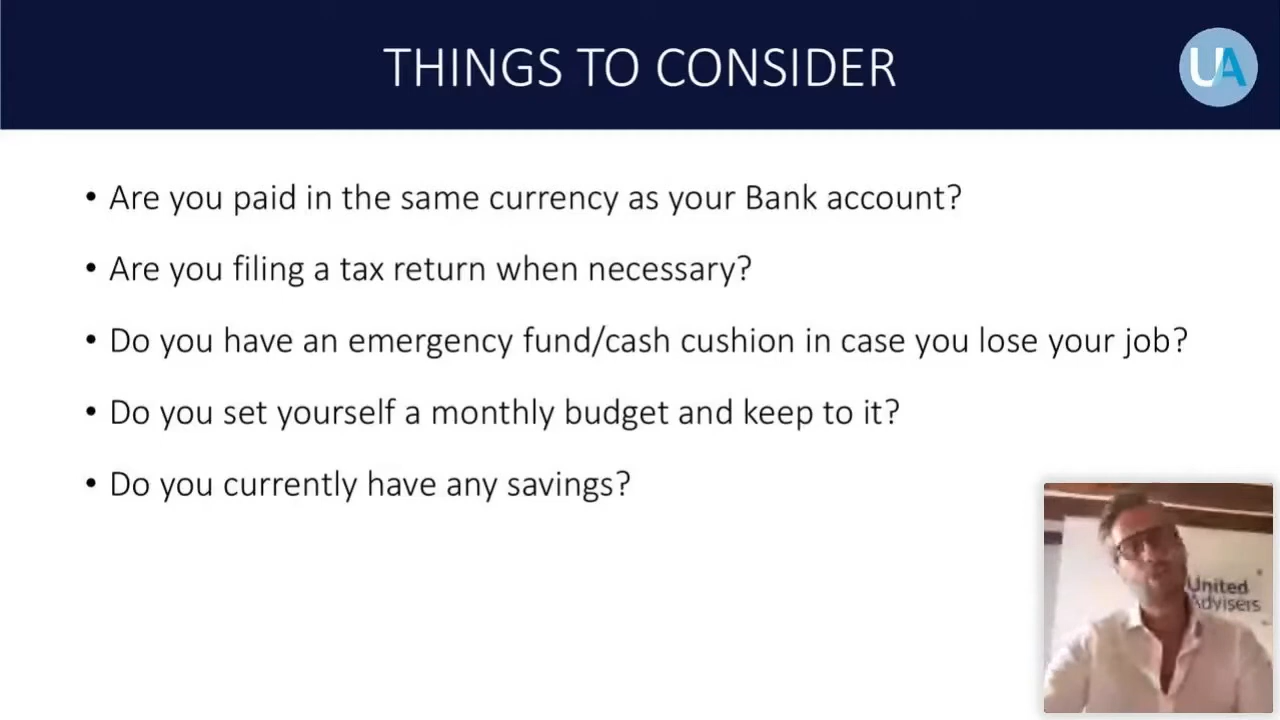 THINGS TO CONSIDER
UA
• Are you paid in the same currency as your Bank account?
• Are you filing a tax return when necessary?
• Do you have an emergency fund/cash cushion in case you lose your job?
• Do you set yourself a monthly budget and keep to it?
• Do you currently have any savings?
United
Advisers